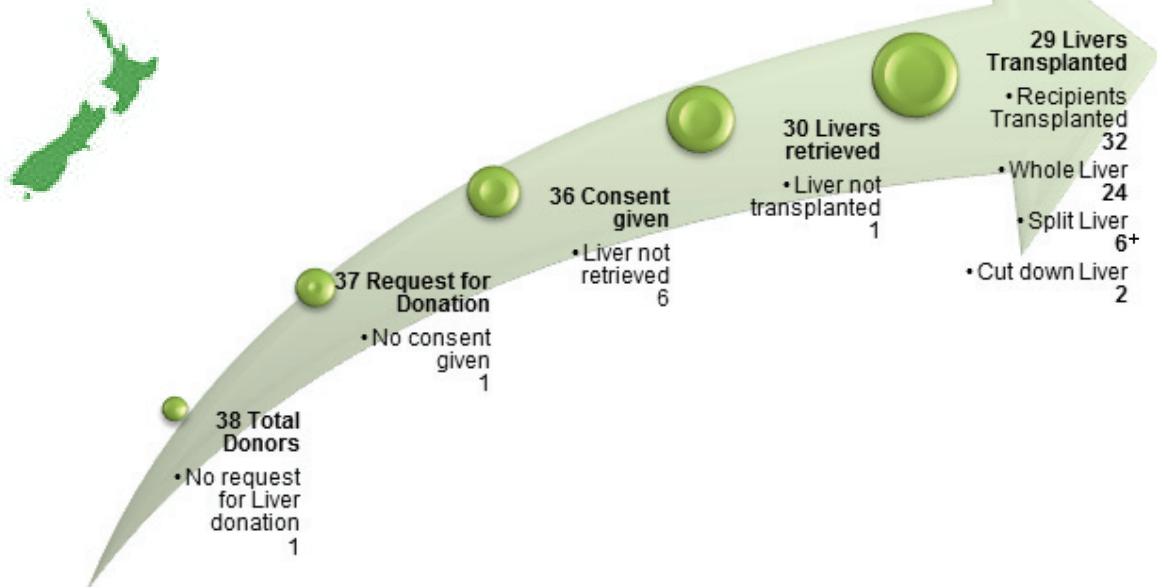 38 Total
Donors
• No request
for Liver
donation
1
37 Request for
Donation
• No consent
given
1
36 Consent
given
• Liver not
retrieved
6
30 Livers
retrieved
• Liver not
transplanted
1
29 Livers
Transplanted
• Recipients
Transplanted
32
• Whole Liver
24
• Split Liver
6+
• Cut down Liver
2